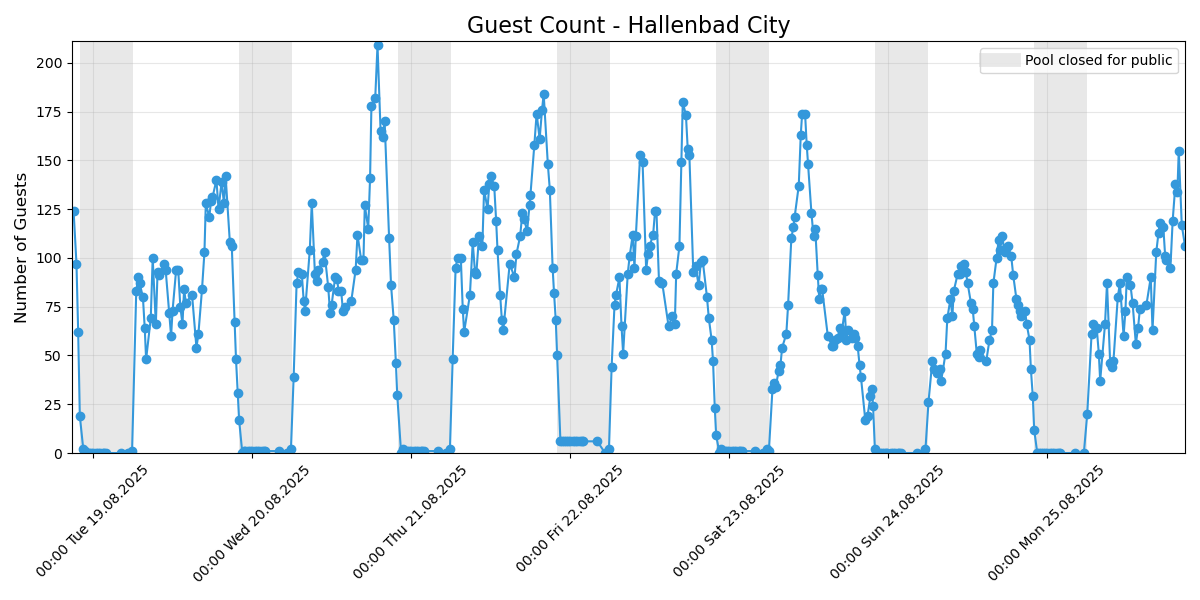 Guest Count - Hallenbad City
Pool closed for public
Number of Guests
200
175
150
125
100
75
50
25
0
00:00 Tue 19.08.2025
00:00 Wed 20.08.2025
00:00 Thu 21.08.2025
00:00 Fri 22.08.2025
00:00 Sat 23.08.2025
00:00 Sun 24.08.2025
00:00 Mon 25.08.2025